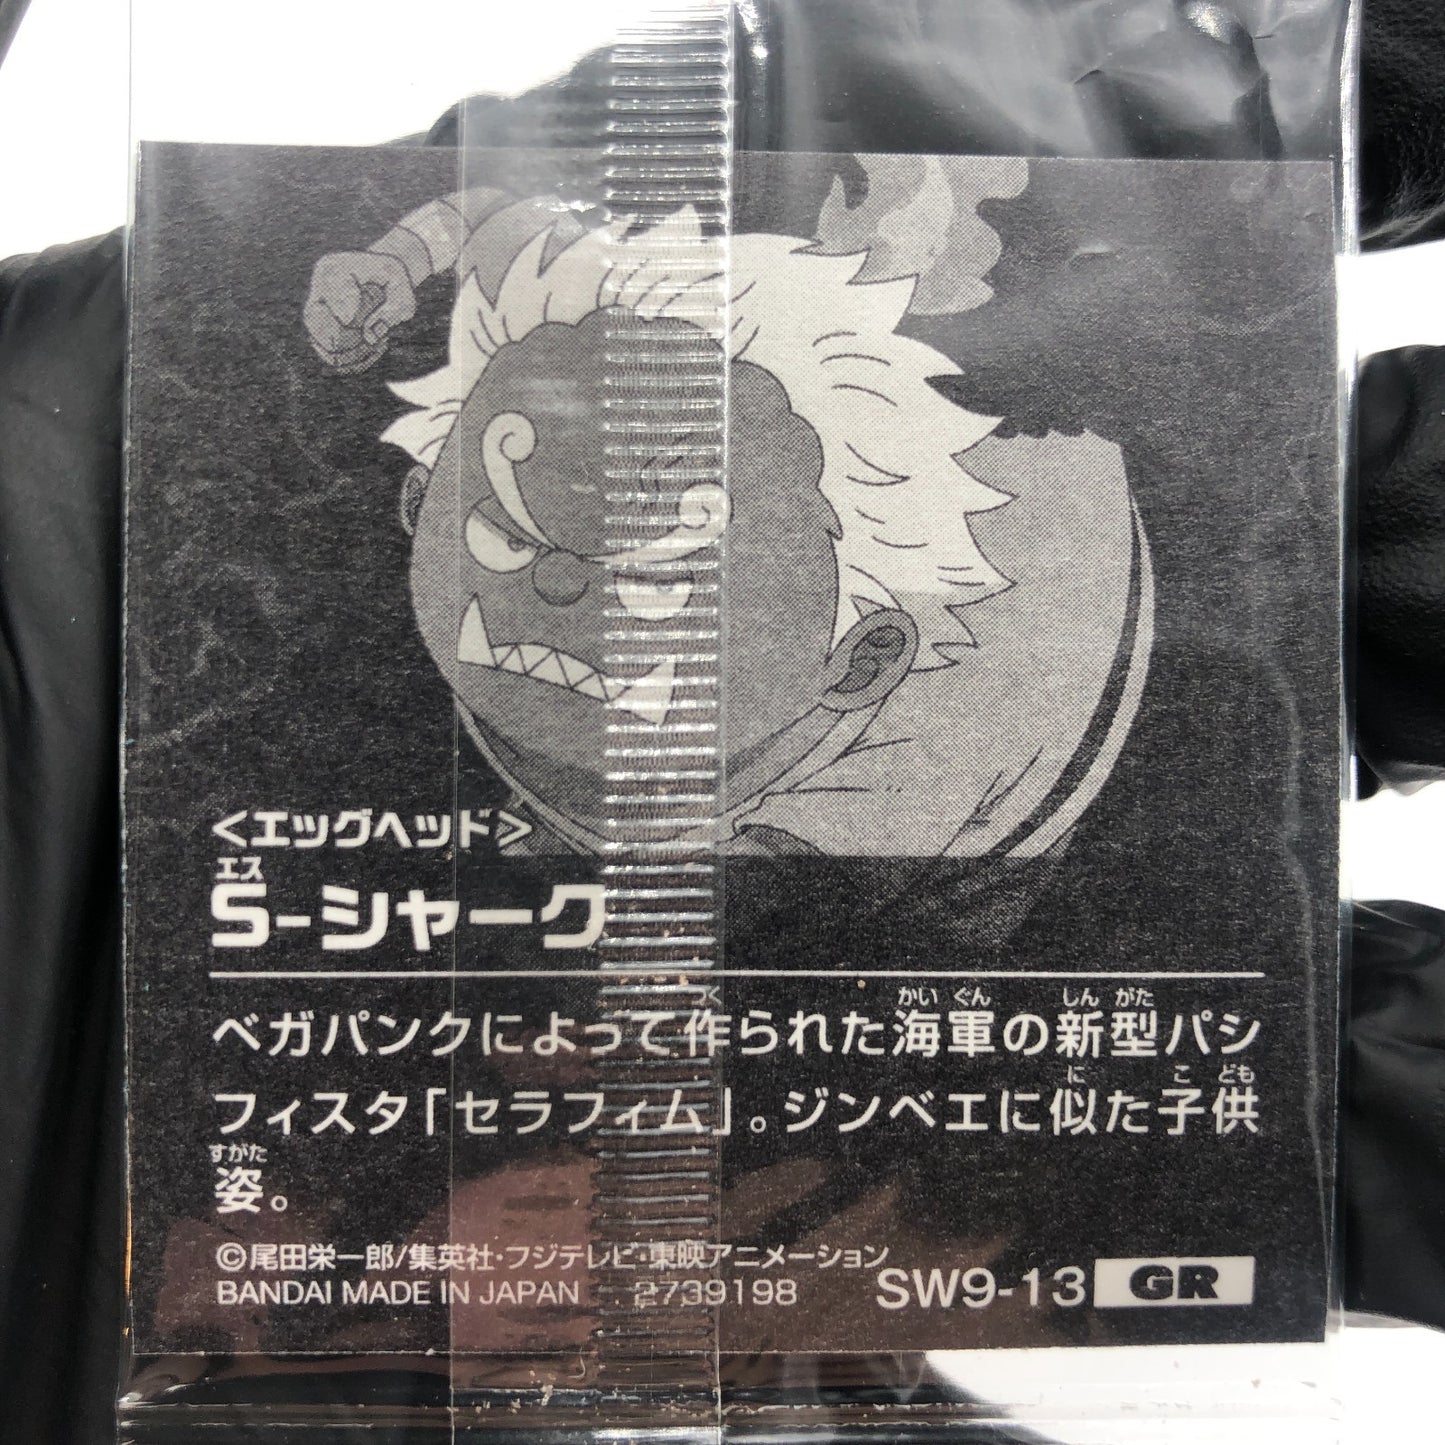 <エッグヘッド>
エス
S-シャーク
つく かいぐん しんがた
ベガパンクによって作られた海軍の新型パシ
に こども
フィスタ「セラフィム」。ジンベエに似た子供
すがた
姿。
©尾田栄一郎/集英社・フジテレビ・東映アニメーション
BANDAI MADE IN JAPAN 2739198 SW9-13 GR